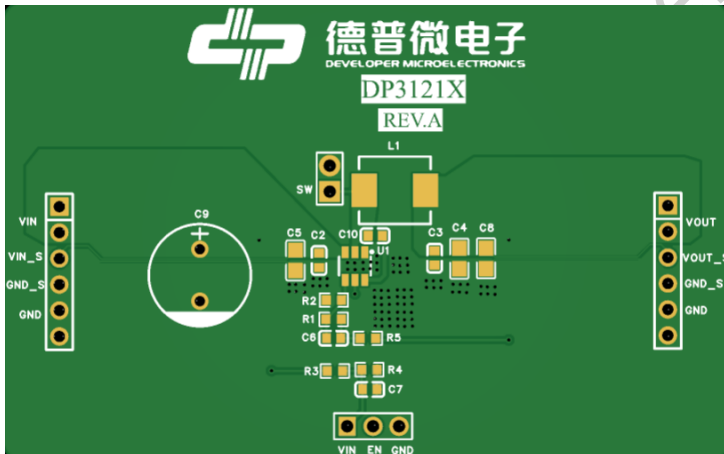 德普微电子
DEVELOPER MICROELECTRONICS
DP3121X
REV.A
L1
SW
C9
C5 C2 C10 C3 C4 C8
U1
VIN
VIN_S
GND_S
GND
VOUT
VOUT_S
GND_S
GND
R2
R1
C6 R5
R3 R4
C7
VIN EN GND